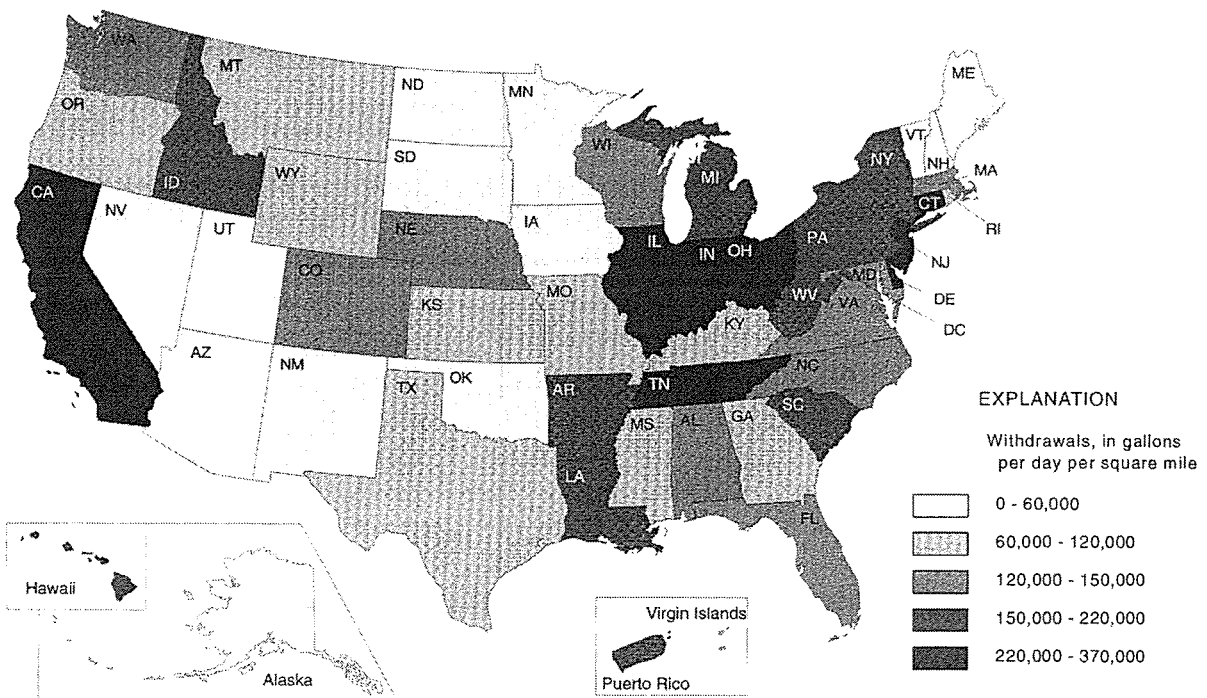 WA
MT
ND
MN
ME
OR
VT
NH
MA
ID
WY
SD
WI
MI
NY
CT
RI
CA
NV
UT
NE
IA
IL
IN
OH
PA
NJ
CO
KS
MO
WV
MD
VA
DE
DC
KY
AZ
NM
OK
AR
TN
NC
TX
MS
AL
GA
SC
LA
FL
EXPLANATION
Withdrawals, in gallons
per day per square mile
0 - 60,000
60,000 - 120,000
120,000 - 150,000
150,000 - 220,000
220,000 - 370,000
Hawaii
Alaska
Virgin Islands
Puerto Rico